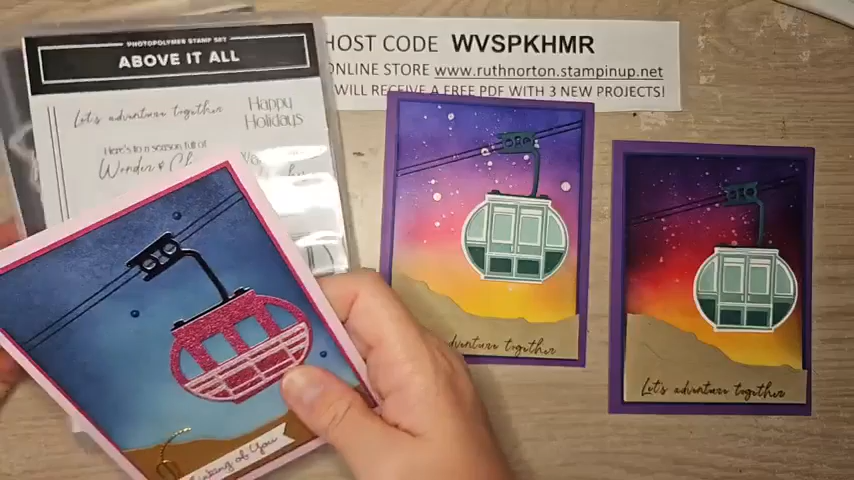 PHOTOPOLYMER STAMP SET
ABOVE IT ALL
Let's adventure together
Happy
Holidays
Here's to a season full of
Wonder &
HOST CODE WVSPKHMR
ONLINE STORE www.ruthnorton.stampinup.net
WILL RECEIVE A FREE PDF WITH 3 NEW PROJECTS!
adventure together
Let's adventure together
of You